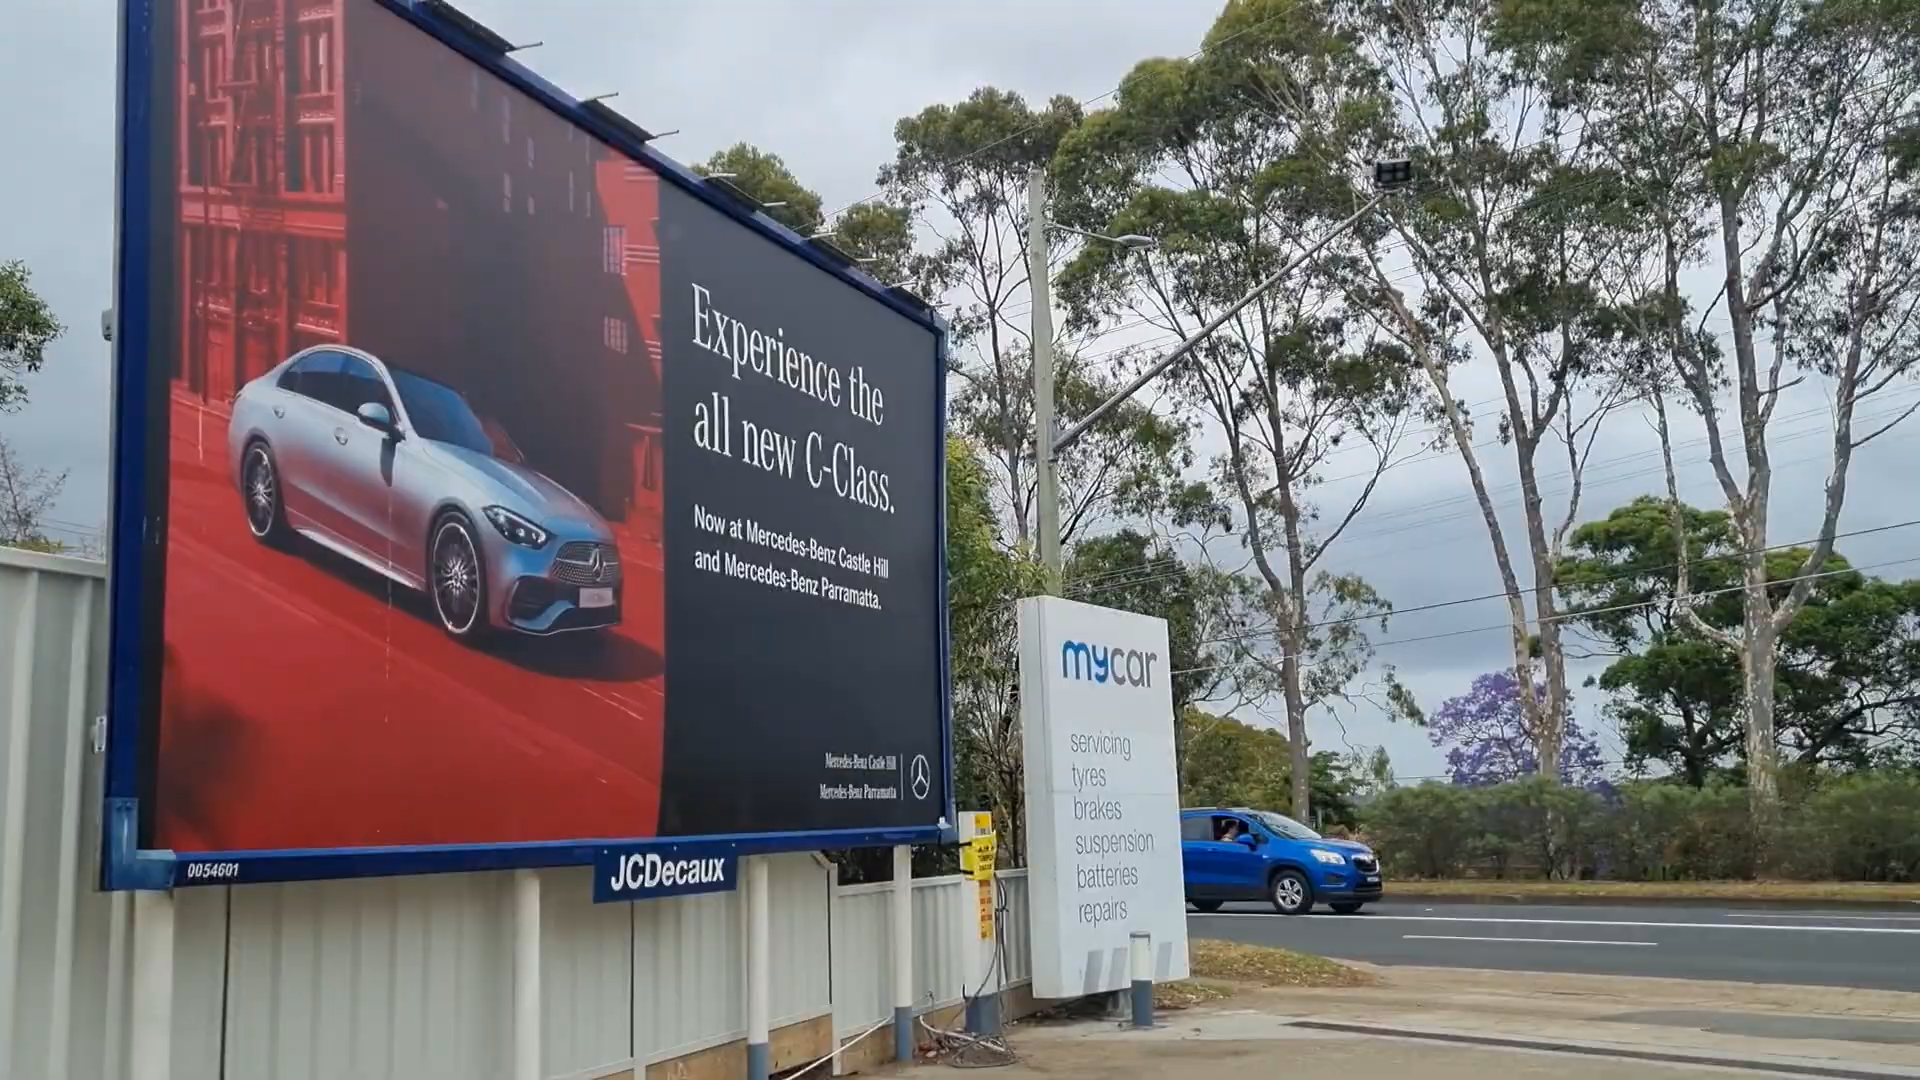 Experience the
all new C-Class.
Now at Mercedes-Benz Castle Hill
and Mercedes-Benz Parramatta.
Mercedes-Benz Castle Hill
Mercedes-Benz Parramatta
0054601
JCDecaux
mycar
servicing
tyres
brakes
suspension
batteries
repairs